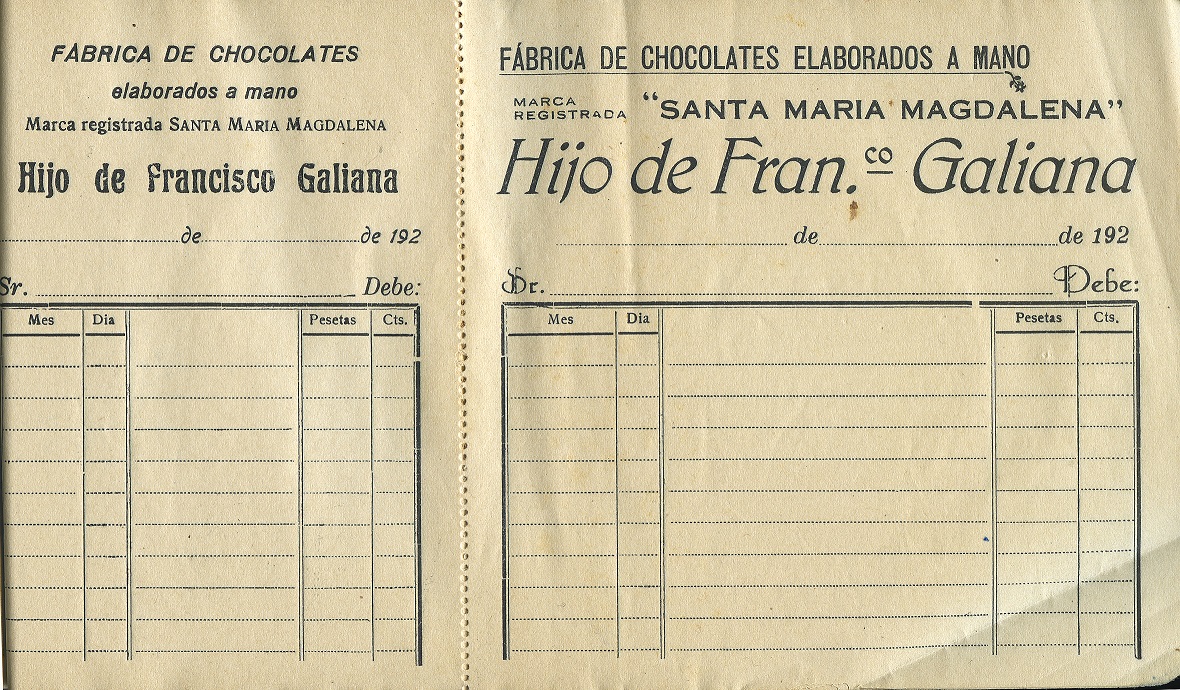 FÁBRICA DE CHOCOLATES
elaborados a mano
Marca registrada SANTA MARIA MAGDALENA
Hijo de Francisco Galiana
de de 192
Sr. Debe:
Mes Dia Pesetas Cts.
FÁBRICA DE CHOCOLATES ELABORADOS A MANO
MARCA
REGISTRADA "SANTA MARIA MAGDALENA"
Hijo de Fran.co Galiana
de de 192
Sr. Debe:
Mes Dia Pesetas Cts.